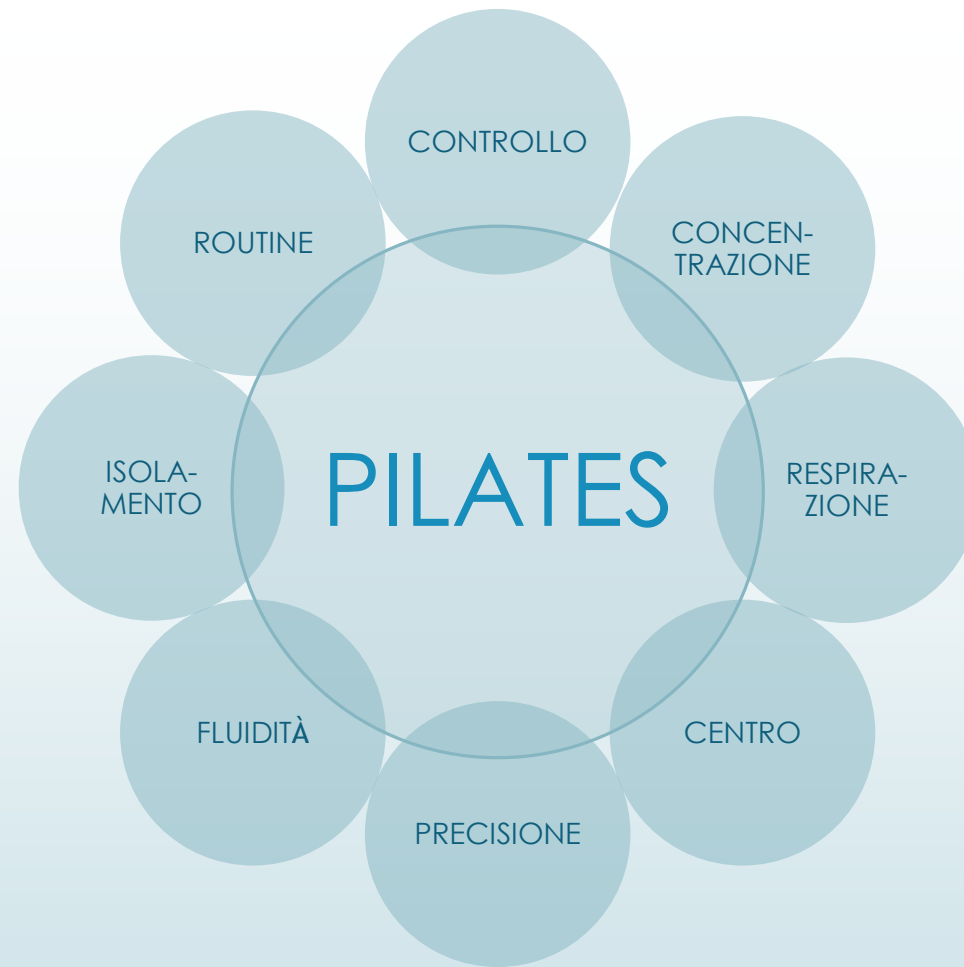 CONTROLLO
CONCEN-
TRAZIONE
RESPIRA-
ZIONE
CENTRO
PRECISIONE
FLUIDITÀ
ISOLA-
MENTO
ROUTINE
PILATES